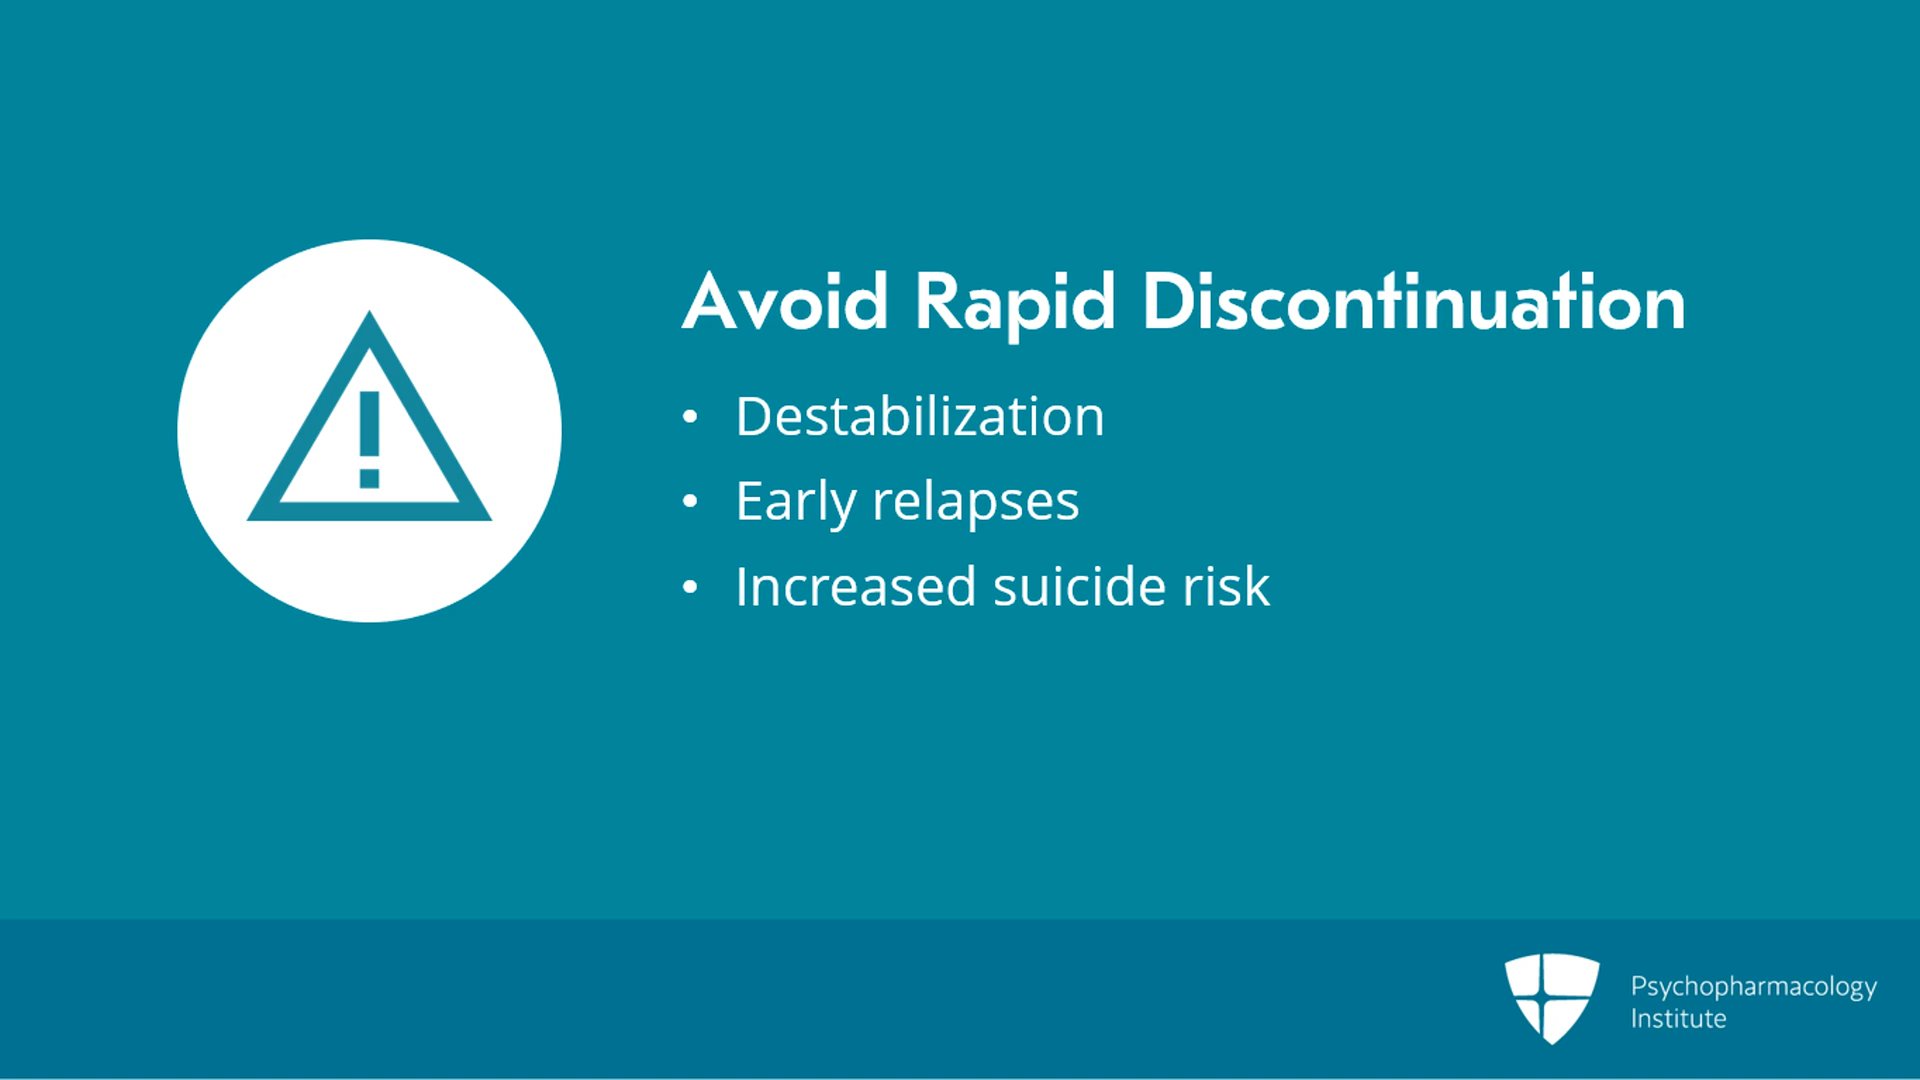 Avoid Rapid Discontinuation
• Destabilization
• Early relapses
• Increased suicide risk
Psychopharmacology
Institute